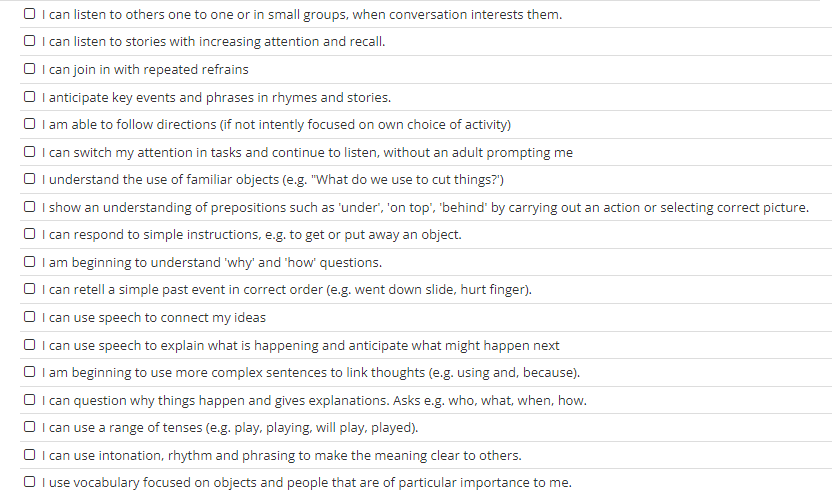 I can listen to others one to one or in small groups, when conversation interests them.
I can listen to stories with increasing attention and recall.
I can join in with repeated refrains
I anticipate key events and phrases in rhymes and stories.
I am able to follow directions (if not intently focused on own choice of activity)
I can switch my attention in tasks and continue to listen, without an adult prompting me
I understand the use of familiar objects (e.g. "What do we use to cut things?')
I show an understanding of prepositions such as 'under', 'on top', 'behind' by carrying out an action or selecting correct picture.
I can respond to simple instructions, e.g. to get or put away an object.
I am beginning to understand 'why' and 'how' questions.
I can retell a simple past event in correct order (e.g. went down slide, hurt finger).
I can use speech to connect my ideas
I can use speech to explain what is happening and anticipate what might happen next
I am beginning to use more complex sentences to link thoughts (e.g. using and, because).
I can question why things happen and gives explanations. Asks e.g. who, what, when, how.
I can use a range of tenses (e.g. play, playing, will play, played).
I can use intonation, rhythm and phrasing to make the meaning clear to others.
I use vocabulary focused on objects and people that are of particular importance to me.